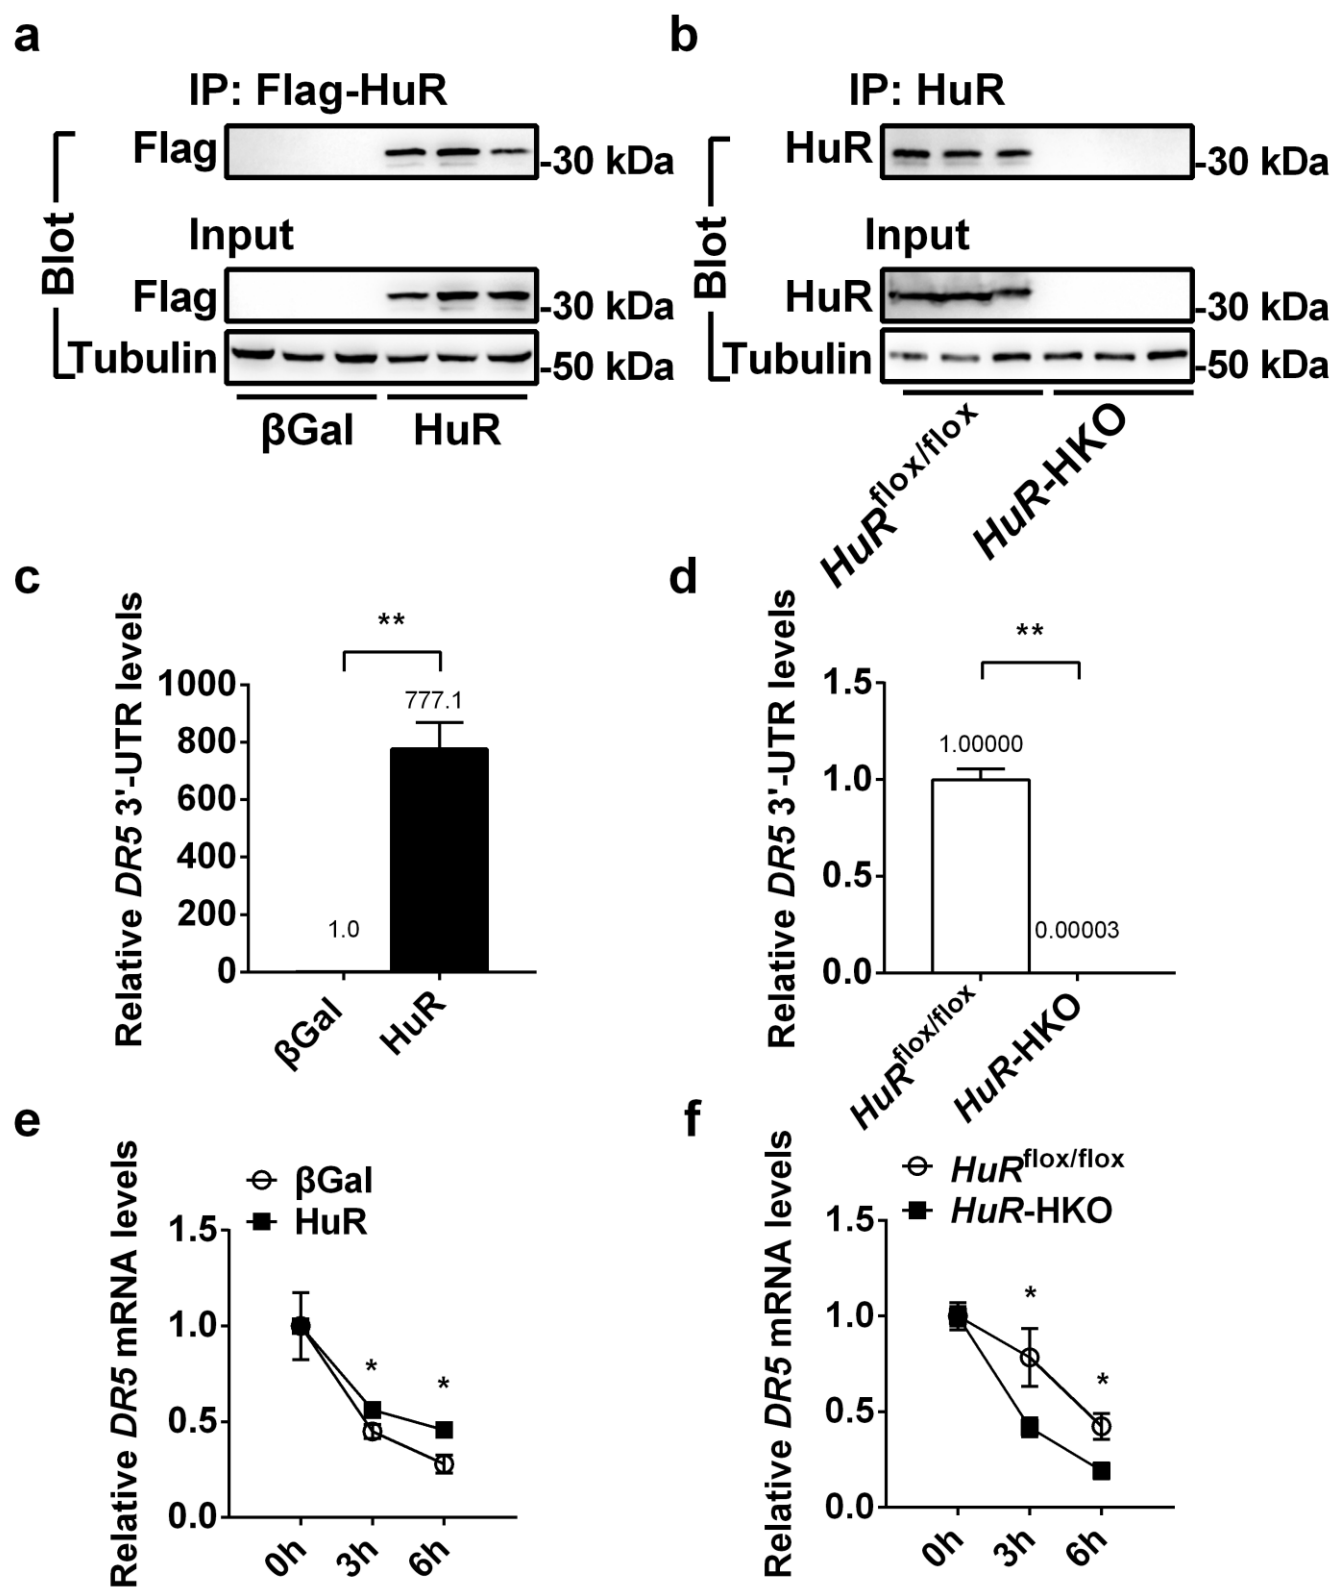 a
IP: Flag-HuR
Flag
-30 kDa
Input
Blot
Flag
-30 kDa
Tubulin
-50 kDa
βGal
HuR
b
IP: HuR
HuR
-30 kDa
Input
Blot
HuR
-30 kDa
Tubulin
-50 kDa
HuRflox/flox
HuR-HKO
c
Relative DR5 3'-UTR levels
**
1000
800
600
400
200
0
777.1
1.0
βGal
HuR
d
Relative DR5 3'-UTR levels
**
1.5
1.0
0.5
0.0
1.00000
0.00003
HuRflox/flox
HuR-HKO
e
Relative DR5 mRNA levels
βGal
HuR
1.5
1.0
0.5
0.0
*
*
0h
3h
6h
f
Relative DR5 mRNA levels
HuRflox/flox
HuR-HKO
1.5
1.0
0.5
0.0
*
*
0h
3h
6h